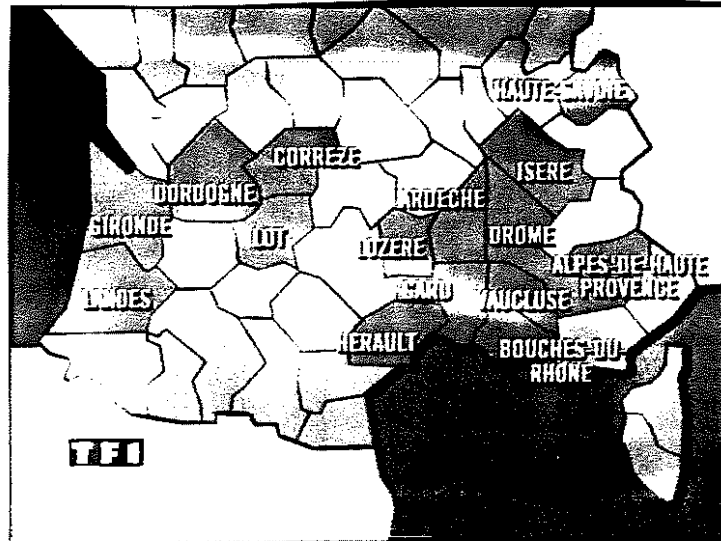 HAUTE-SAVOIE
CORREZE
ISERE
DORDOGNE
ARDECHE
GIRONDE
LOT
LOZERE
DROME
ALPES-DE-HAUTE
PROVENCE
LANDES
GARD
VAUCLUSE
HERAULT
BOUCHES-DU-
RHONE
TF1